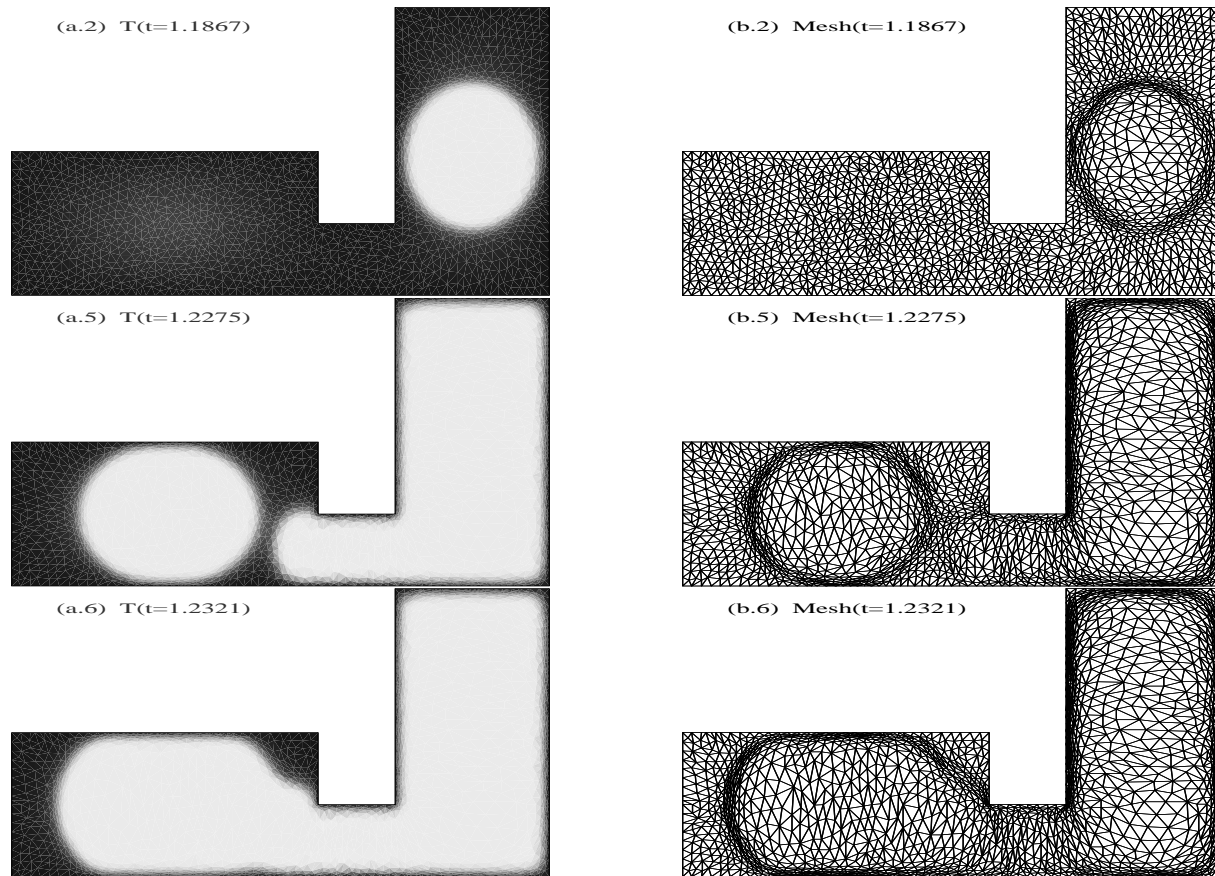 (a.2) T(t=1.1867)
(b.2) Mesh(t=1.1867)
(a.5) T(t=1.2275)
(b.5) Mesh(t=1.2275)
(a.6) T(t=1.2321)
(b.6) Mesh(t=1.2321)